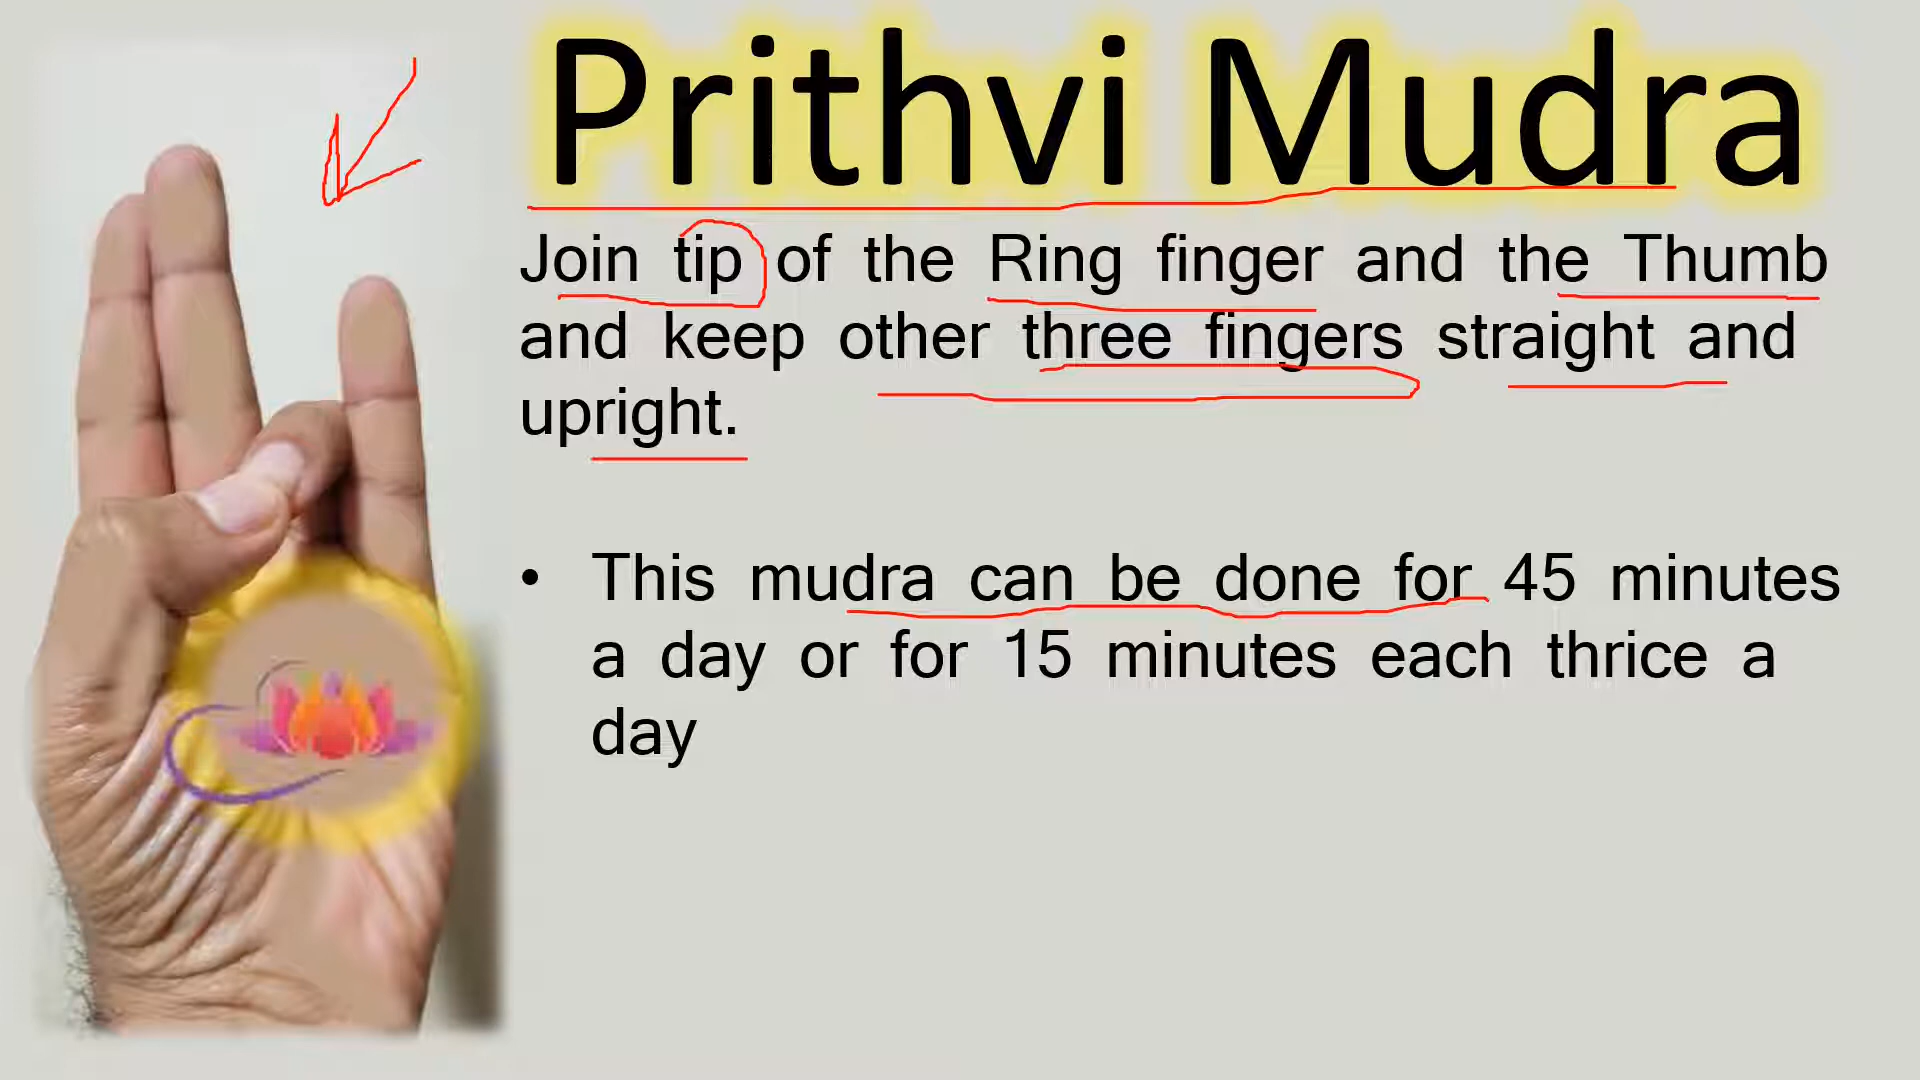 Prithvi Mudra
Join tip of the Ring finger and the Thumb
and keep other three fingers straight and
upright.
• This mudra can be done for 45 minutes
a day or for 15 minutes each thrice a
day